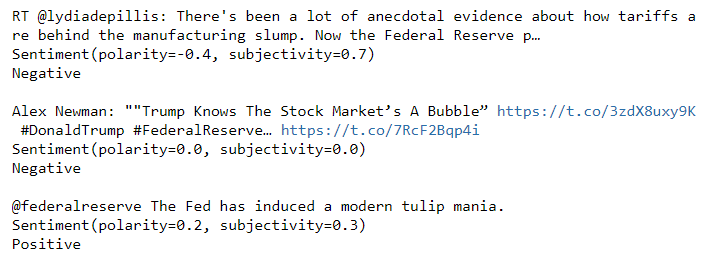 RT @lydiadepillis: There's been a lot of anecdotal evidence about how tariffs a
re behind the manufacturing slump. Now the Federal Reserve p…
Sentiment(polarity=-0.4, subjectivity=0.7)
Negative

Alex Newman: ""Trump Knows The Stock Market’s A Bubble” https://t.co/3zdX8uxy9K
 #DonaldTrump #FederalReserve… https://t.co/7RcF2Bqp4i
Sentiment(polarity=0.0, subjectivity=0.0)
Negative

@federalreserve The Fed has induced a modern tulip mania.
Sentiment(polarity=0.2, subjectivity=0.3)
Positive